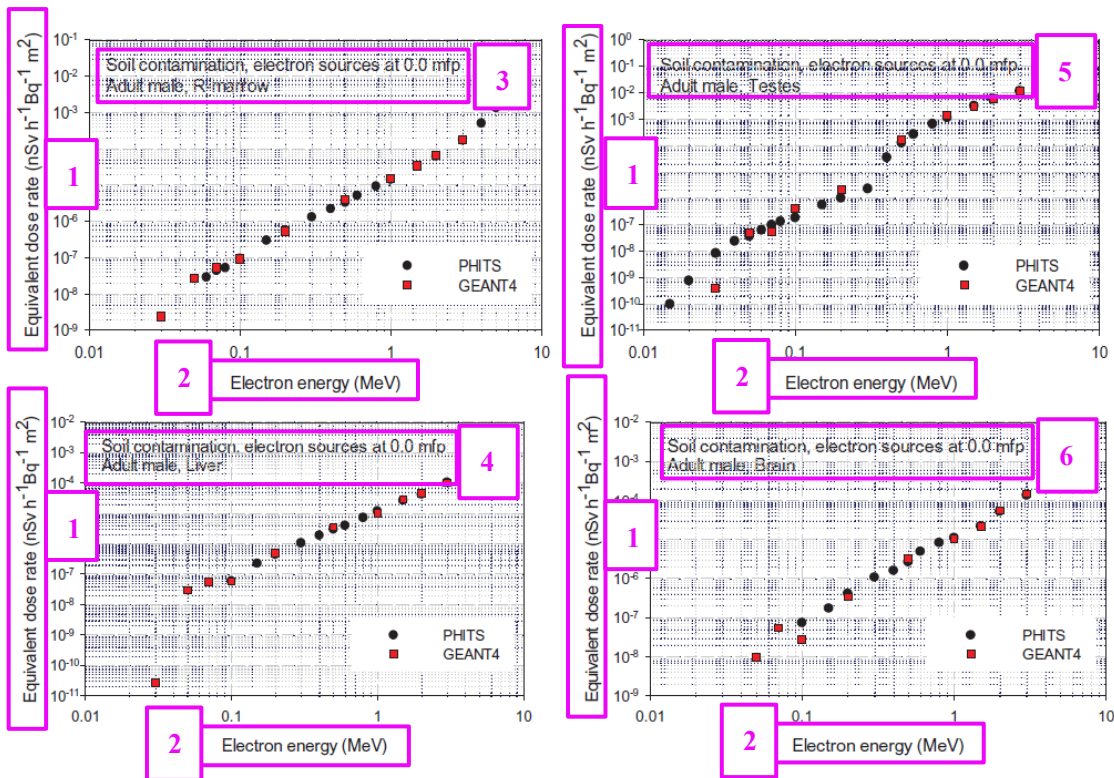 Equivalent dose rate (nSv h⁻¹Bq⁻¹ m²)
10⁻¹
10⁻²
10⁻³
10⁻⁶
10⁻⁷
10⁻⁸
10⁻⁹
1
Soil contamination, electron sources at 0.0 mfp
Adult male, R-marrow
3
PHITS
GEANT4
0.01 0.1 1 10
2
Electron energy (MeV)
Equivalent dose rate (nSv h⁻¹Bq⁻¹ m²)
10⁰
10⁻¹
10⁻²
10⁻³
10⁻⁷
10⁻⁸
10⁻⁹
10⁻¹⁰
10⁻¹¹
1
Soil contamination, electron sources at 0.0 mfp
Adult male, Testes
5
PHITS
GEANT4
0.01 0.1 1 10
2
Electron energy (MeV)
Equivalent dose rate (nSv h⁻¹Bq⁻¹ m²)
10⁻²
10⁻³
10⁻⁴
10⁻⁷
10⁻⁸
10⁻⁹
10⁻¹⁰
10⁻¹¹
1
Soil contamination, electron sources at 0.0 mfp
Adult male, Liver
4
PHITS
GEANT4
0.01 0.1 1 10
2
Electron energy (MeV)
Equivalent dose rate (nSv h⁻¹Bq⁻¹ m²)
10⁻²
10⁻³
10⁻⁴
10⁻⁶
10⁻⁷
10⁻⁸
10⁻⁹
1
Soil contamination, electron sources at 0.0 mfp
Adult male, Brain
6
PHITS
GEANT4
0.01 0.1 1 10
2
Electron energy (MeV)